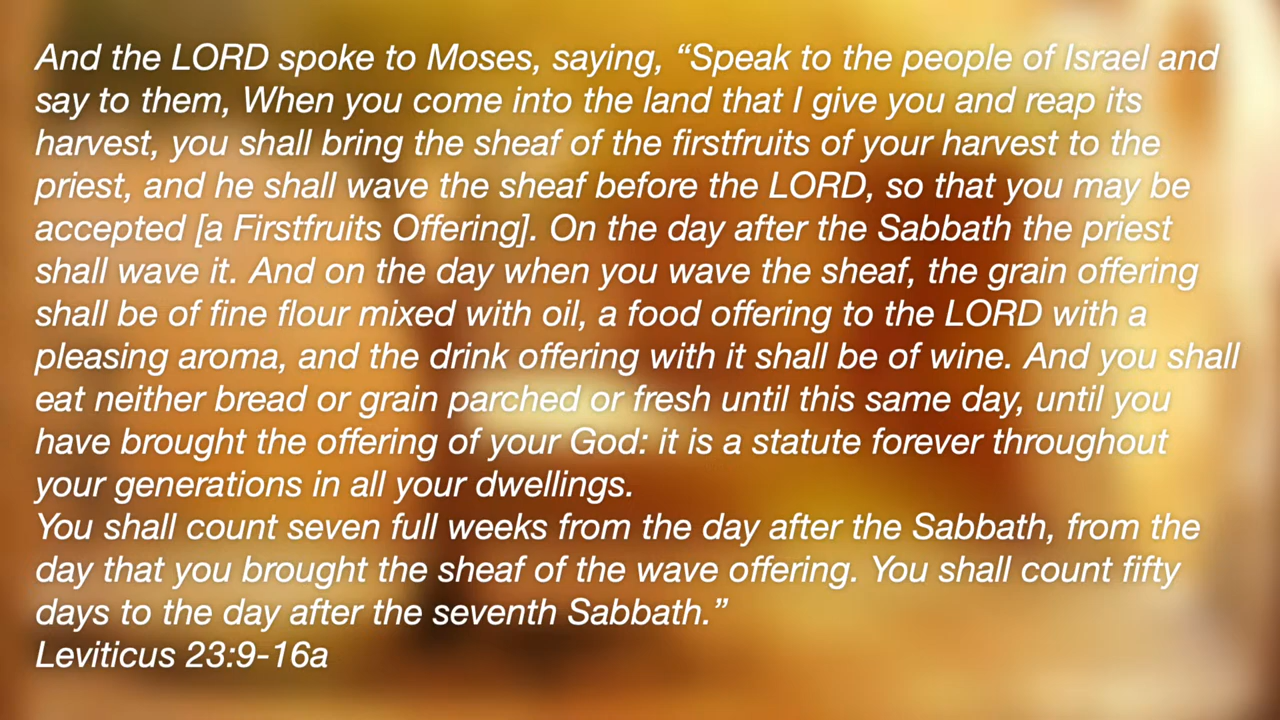 And the LORD spoke to Moses, saying, “Speak to the people of Israel and
say to them, When you come into the land that I give you and reap its
harvest, you shall bring the sheaf of the firstfruits of your harvest to the
priest, and he shall wave the sheaf before the LORD, so that you may be
accepted [a Firstfruits Offering]. On the day after the Sabbath the priest
shall wave it. And on the day when you wave the sheaf, the grain offering
shall be of fine flour mixed with oil, a food offering to the LORD with a
pleasing aroma, and the drink offering with it shall be of wine. And you shall
eat neither bread or grain parched or fresh until this same day, until you
have brought the offering of your God: it is a statute forever throughout
your generations in all your dwellings.
You shall count seven full weeks from the day after the Sabbath, from the
day that you brought the sheaf of the wave offering. You shall count fifty
days to the day after the seventh Sabbath.”
Leviticus 23:9-16a